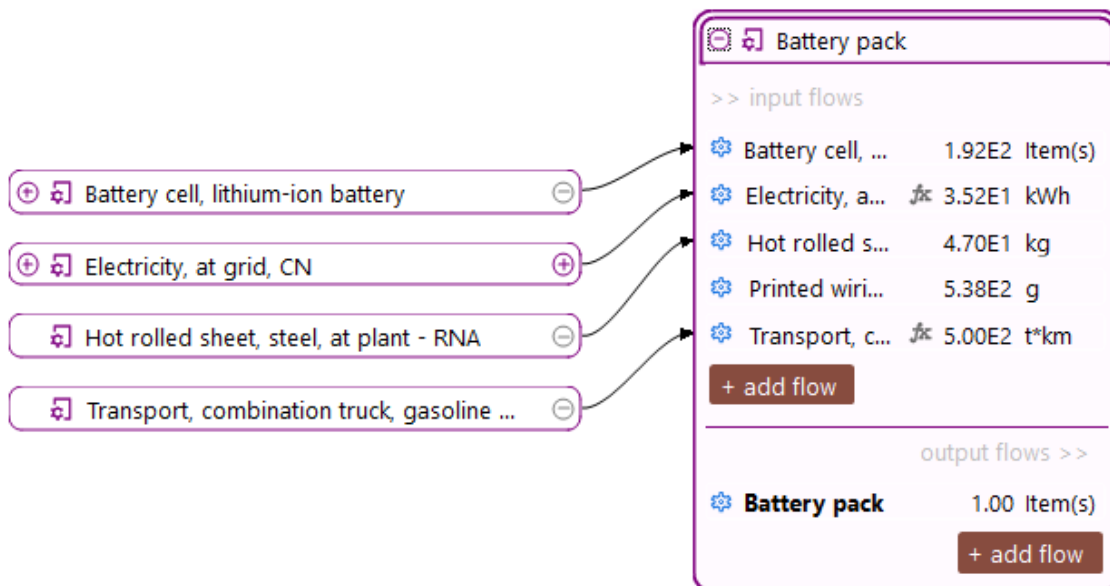 Battery pack
>> input flows
Battery cell, ... 1.92E2 Item(s)
Electricity, a... fx 3.52E1 kWh
Hot rolled s... 4.70E1 kg
Printed wiri... 5.38E2 g
Transport, c... fx 5.00E2 t*km
+ add flow
output flows >>
Battery pack 1.00 Item(s)
+ add flow
Battery cell, lithium-ion battery
Electricity, at grid, CN
Hot rolled sheet, steel, at plant - RNA
Transport, combination truck, gasoline ...